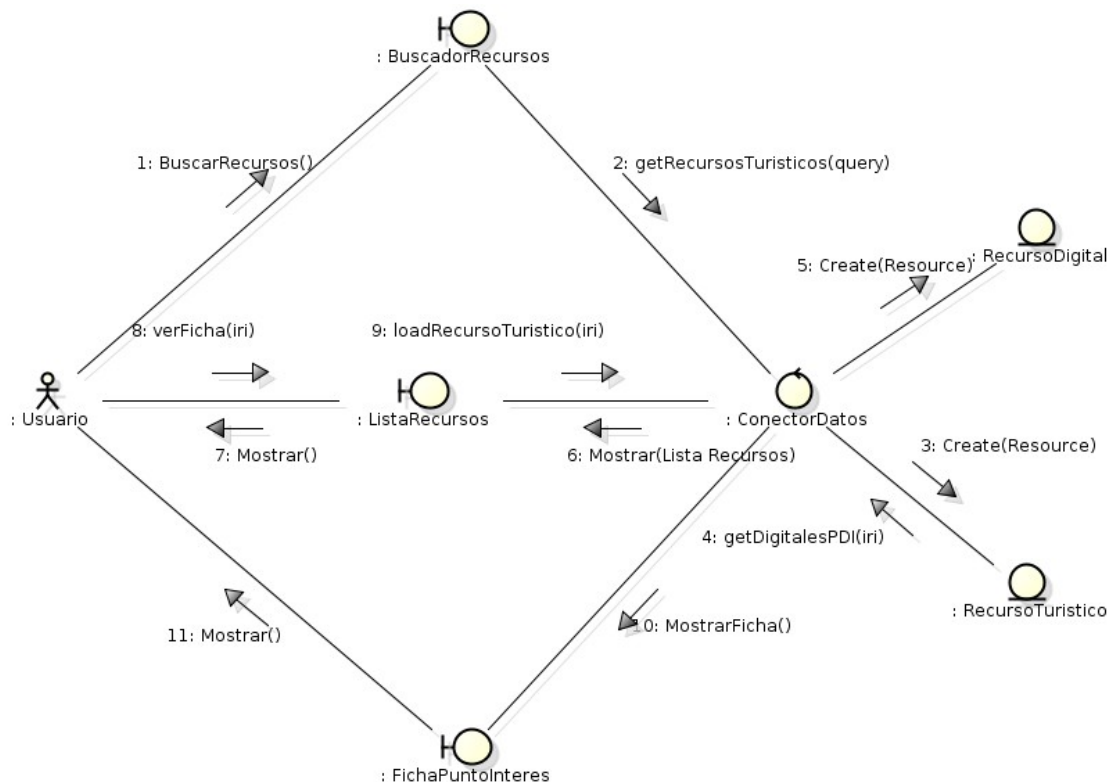 : BuscadorRecursos
1: BuscarRecursos()
2: getRecursosTuristicos(query)
5: Create(Resource)
: RecursoDigital
8: verFicha(iri)
9: loadRecursoTuristico(iri)
: Usuario
: ListaRecursos
: ConectorDatos
7: Mostrar()
6: Mostrar(Lista Recursos)
3: Create(Resource)
4: getDigitalesPDI(iri)
: RecursoTuristico
11: Mostrar()
10: MostrarFicha()
: FichaPuntoInteres